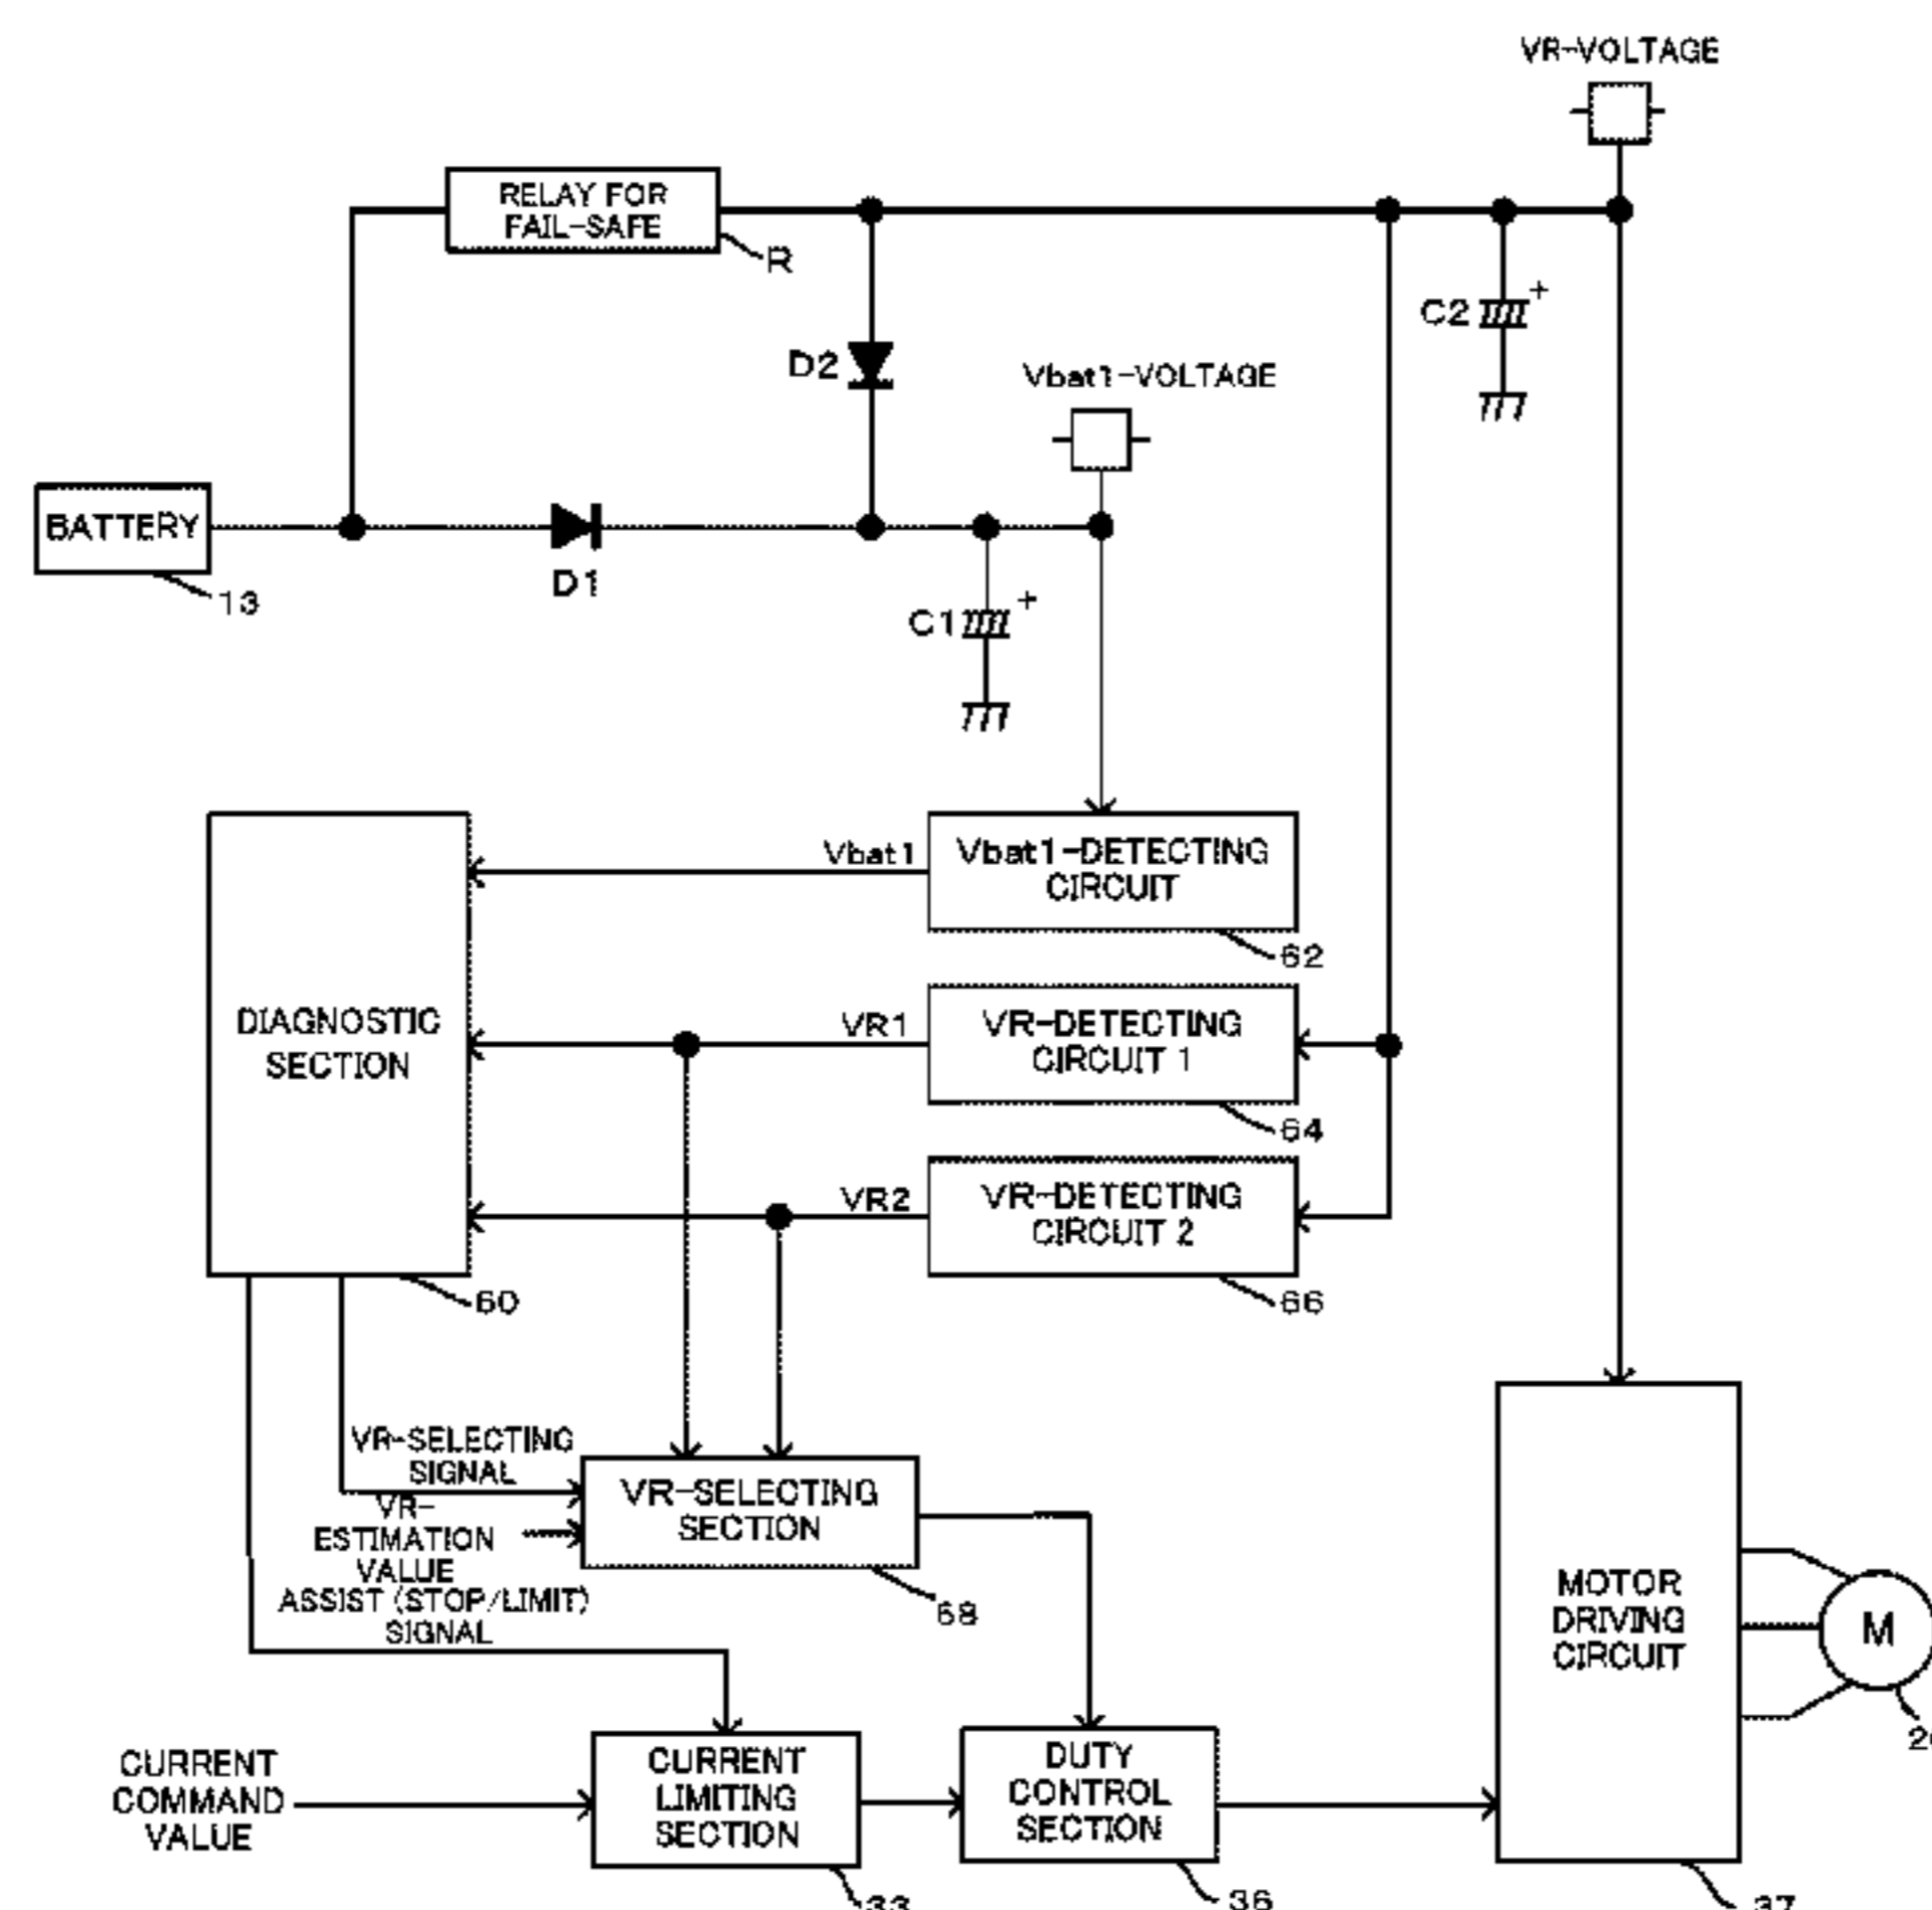 VR-VOLTAGE
RELAY FOR
FAIL-SAFE
R
C2
+
D2
Vbat1-VOLTAGE
BATTERY
13
D1
C1
+
Vbat1-DETECTING
CIRCUIT
Vbat1
62
DIAGNOSTIC
SECTION
VR1
VR-DETECTING
CIRCUIT 1
64
VR2
VR-DETECTING
CIRCUIT 2
66
60
VR-SELECTING
SIGNAL
VR-
ESTIMATION
VALUE
VR-SELECTING
SECTION
68
ASSIST (STOP/LIMIT)
SIGNAL
MOTOR
DRIVING
CIRCUIT
M
CURRENT
COMMAND
VALUE
CURRENT
LIMITING
SECTION
33
DUTY
CONTROL
SECTION
36
37